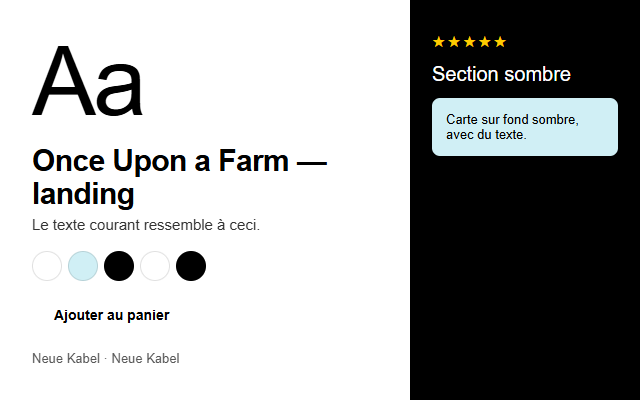 Aa
Once Upon a Farm —
landing
Le texte courant ressemble à ceci.
Ajouter au panier
Neue Kabel · Neue Kabel
★★★★★
Section sombre
Carte sur fond sombre,
avec du texte.